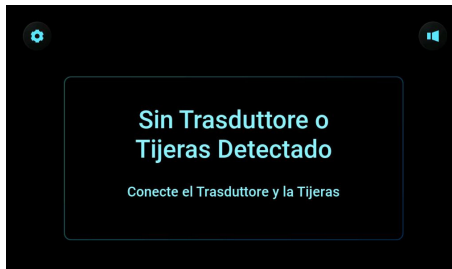 Sin Trasduttore o
Tijeras Detectado
Conecte el Trasduttore y la Tijeras